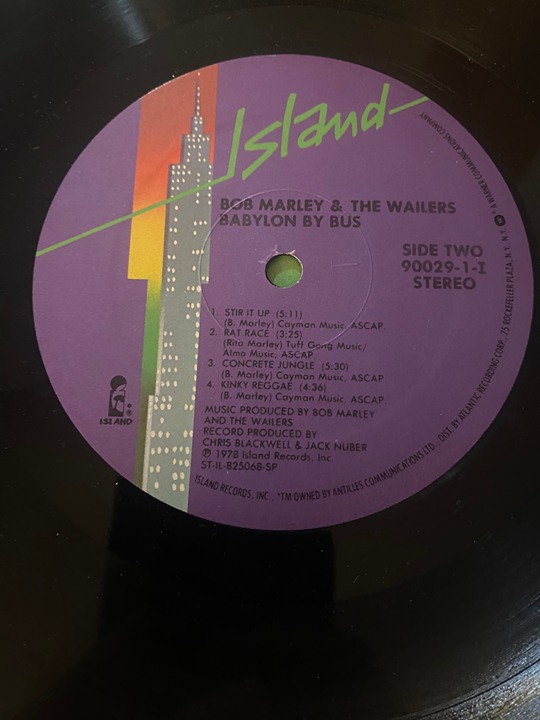 Island
BOB MARLEY & THE WAILERS
BABYLON BY BUS
SIDE TWO
90029-1-I
STEREO
1. STIR IT UP (5:11)
(B. Marley) Cayman Music, ASCAP.
2. RAT RACE (3:25)
(Rita Marley) Tuff Gong Music/
Almo Music, ASCAP.
3. CONCRETE JUNGLE (5:30)
(B. Marley) Cayman Music, ASCAP
4. KINKY REGGAE (4:36)
(B. Marley) Cayman Music, ASCAP
MUSIC PRODUCED BY BOB MARLEY
AND THE WAILERS
RECORD PRODUCED BY
CHRIS BLACKWELL & JACK NUBER
℗ 1978 Island Records, Inc.
ST-IL-825068-SP
ISLAND
®
ISLAND RECORDS, INC., *TM OWNED BY ANTILLES COMMUNICATIONS LTD., DIST. BY ATLANTIC RECORDING CORP., 75 ROCKEFELLER PLAZA, N.Y., N.Y. A WARNER COMMUNICATIONS COMPANY